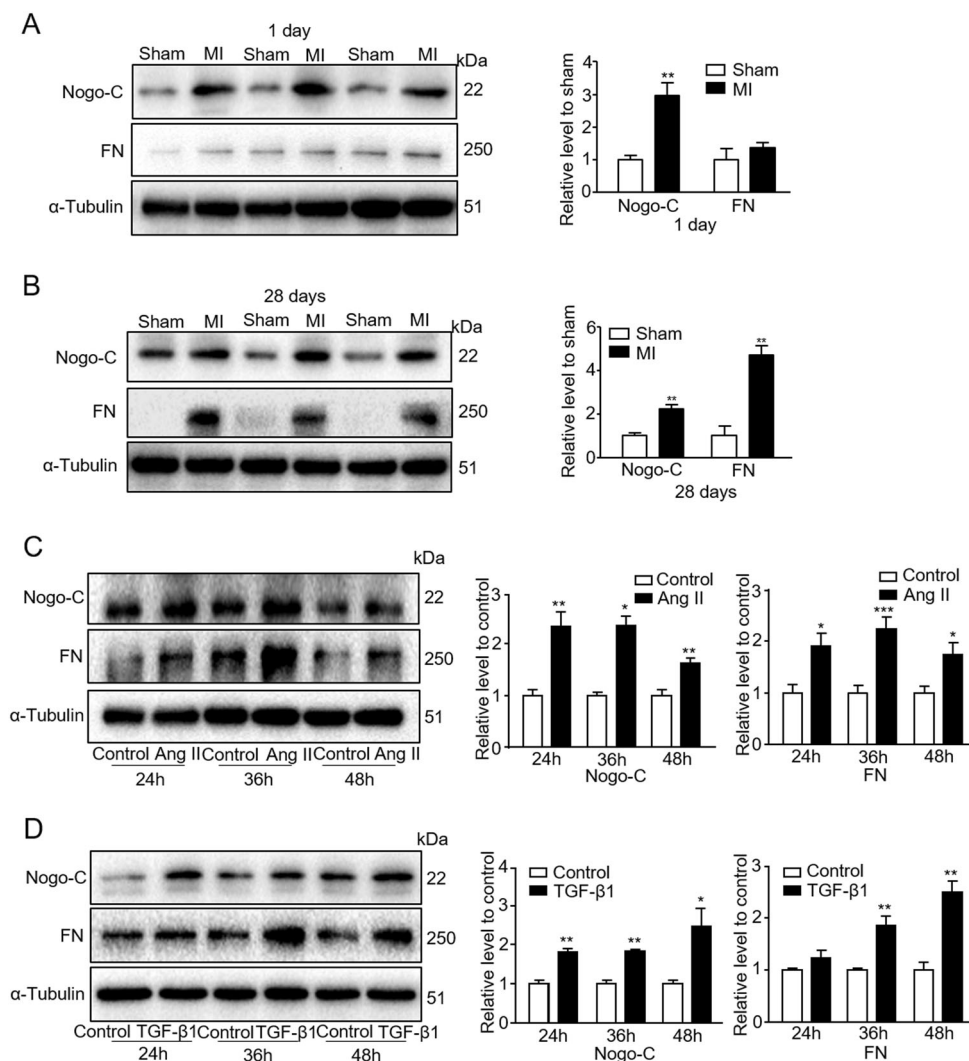 A
1 day
Sham MI Sham MI Sham MI
kDa
Nogo-C 22
FN 250
α-Tubulin 51
Relative level to sham
4
3
2
1
0
Sham
MI
**
Nogo-C FN
1 day
B
28 days
Sham MI Sham MI Sham MI
kDa
Nogo-C 22
FN 250
α-Tubulin 51
Relative level to sham
6
4
2
0
Sham
MI
**
**
Nogo-C FN
28 days
C
kDa
Nogo-C 22
FN 250
α-Tubulin 51
Control Ang II Control Ang II Control Ang II
24h 36h 48h
Relative level to control
3
2
1
0
Control
Ang II
** * **
24h 36h 48h
Nogo-C
Relative level to control
3
2
1
0
Control
Ang II
* *** *
24h 36h 48h
FN
D
kDa
Nogo-C 22
FN 250
α-Tubulin 51
Control TGF-β1 Control TGF-β1 Control TGF-β1
24h 36h 48h
Relative level to control
4
3
2
1
0
Control
TGF-β1
** ** *
24h 36h 48h
Nogo-C
Relative level to control
3
2
1
0
Control
TGF-β1
** **
24h 36h 48h
FN